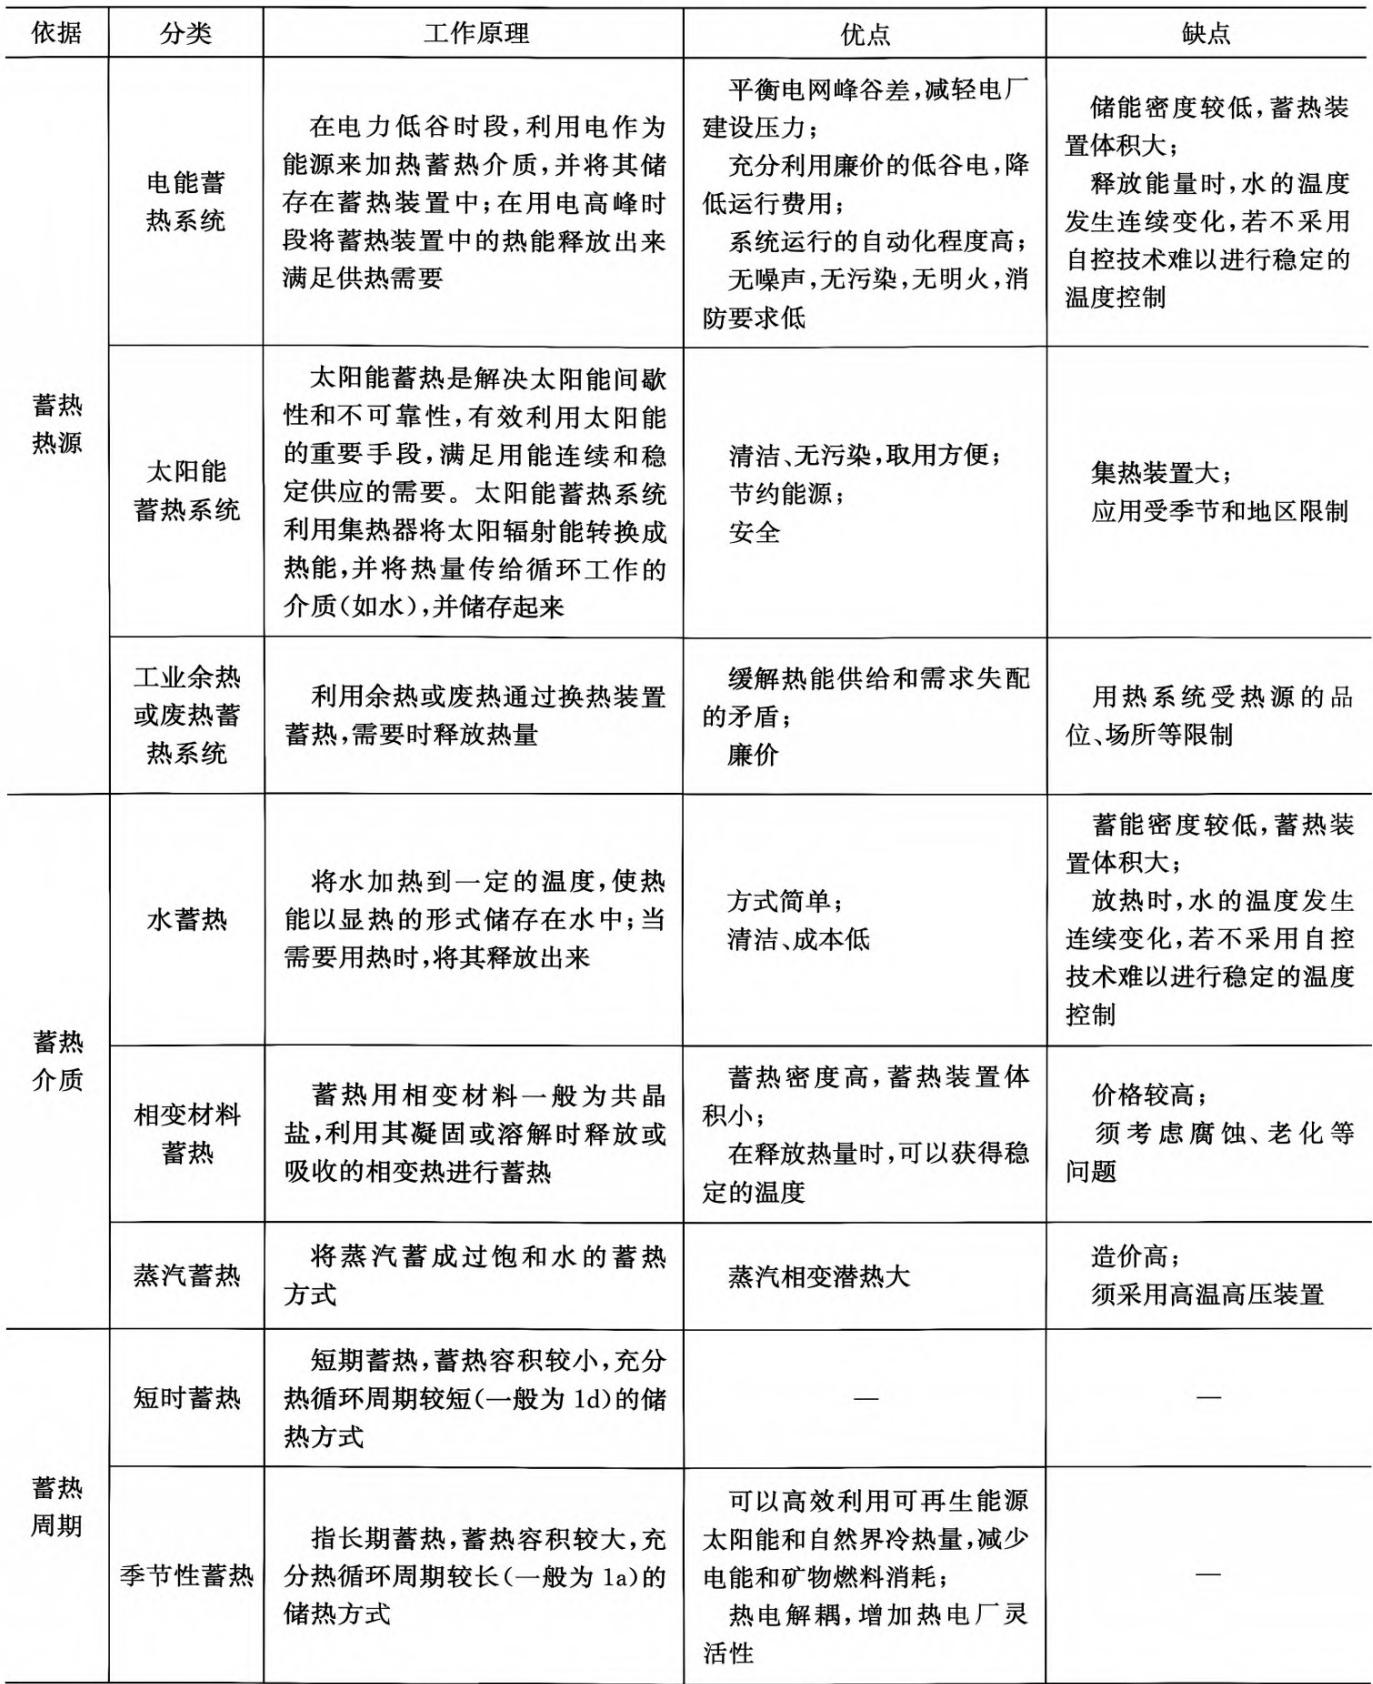 依据 分类 工作原理 优点 缺点
蓄热
热源
电能蓄
热系统
在电力低谷时段,利用电作为
能源来加热蓄热介质,并将其储
存在蓄热装置中;在用电高峰时
段将蓄热装置中的热能释放出来
满足供热需要
平衡电网峰谷差,减轻电厂
建设压力;
充分利用廉价的低谷电,降
低运行费用;
系统运行的自动化程度高;
无噪声,无污染,无明火,消
防要求低
储能密度较低,蓄热装
置体积大;
释放能量时,水的温度
发生连续变化,若不采用
自控技术难以进行稳定的
温度控制
太阳能
蓄热系统
太阳能蓄热是解决太阳能间歇
性和不可靠性,有效利用太阳能
的重要手段,满足用能连续和稳
定供应的需要。太阳能蓄热系统
利用集热器将太阳辐射能转换成
热能,并将热量传给循环工作的
介质(如水),并储存起来
清洁、无污染,取用方便;
节约能源;
安全
集热装置大;
应用受季节和地区限制
工业余热
或废热蓄
热系统
利用余热或废热通过换热装置
蓄热,需要时释放热量
缓解热能供给和需求失配
的矛盾;
廉价
用热系统受热源的品
位、场所等限制
蓄热
介质
水蓄热
将水加热到一定的温度,使热
能以显热的形式储存在水中;当
需要用热时,将其释放出来
方式简单;
清洁、成本低
蓄能密度较低,蓄热装
置体积大;
放热时,水的温度发生
连续变化,若不采用自控
技术难以进行稳定的温度
控制
相变材料
蓄热
蓄热用相变材料一般为共晶
盐,利用其凝固或溶解时释放或
吸收的相变热进行蓄热
蓄热密度高,蓄热装置体
积小;
在释放热量时,可以获得稳
定的温度
价格较高;
须考虑腐蚀、老化等
问题
蒸汽蓄热
将蒸汽蓄成过饱和水的蓄热
方式
蒸汽相变潜热大
造价高;
须采用高温高压装置
蓄热
周期
短时蓄热
短期蓄热,蓄热容积较小,充分
热循环周期较短(一般为 1d)的储
热方式
—
—
季节性蓄热
指长期蓄热,蓄热容积较大,充
分热循环周期较长(一般为 1a)的
储热方式
可以高效利用可再生能源
太阳能和自然界冷热量,减少
电能和矿物燃料消耗;
热电解耦,增加热电厂灵
活性
—